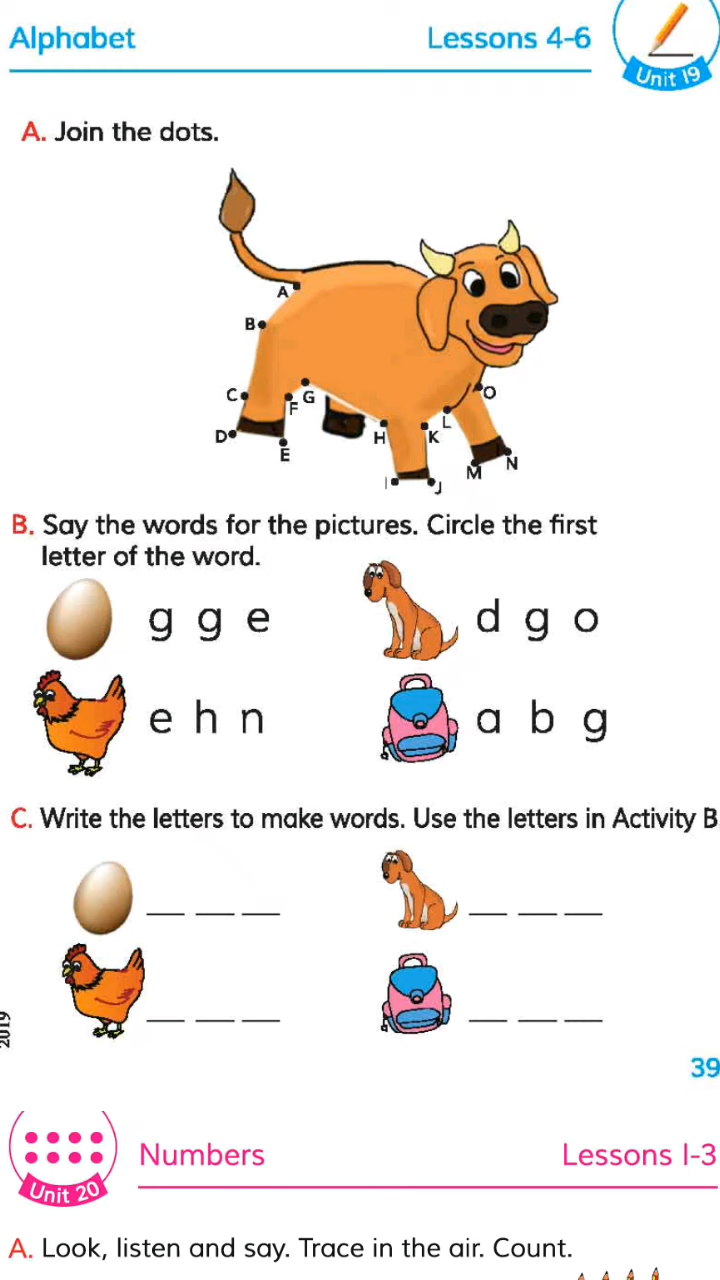 Alphabet
Lessons 4-6
Unit 19
A. Join the dots.
A
B
C
D
E
F
G
H
I
J
K
L
M
N
O
B. Say the words for the pictures. Circle the first
letter of the word.
g g e
d g o
e h n
a b g
C. Write the letters to make words. Use the letters in Activity B
2019
39
Numbers
Lessons 1-3
Unit 20
A. Look, listen and say. Trace in the air. Count.